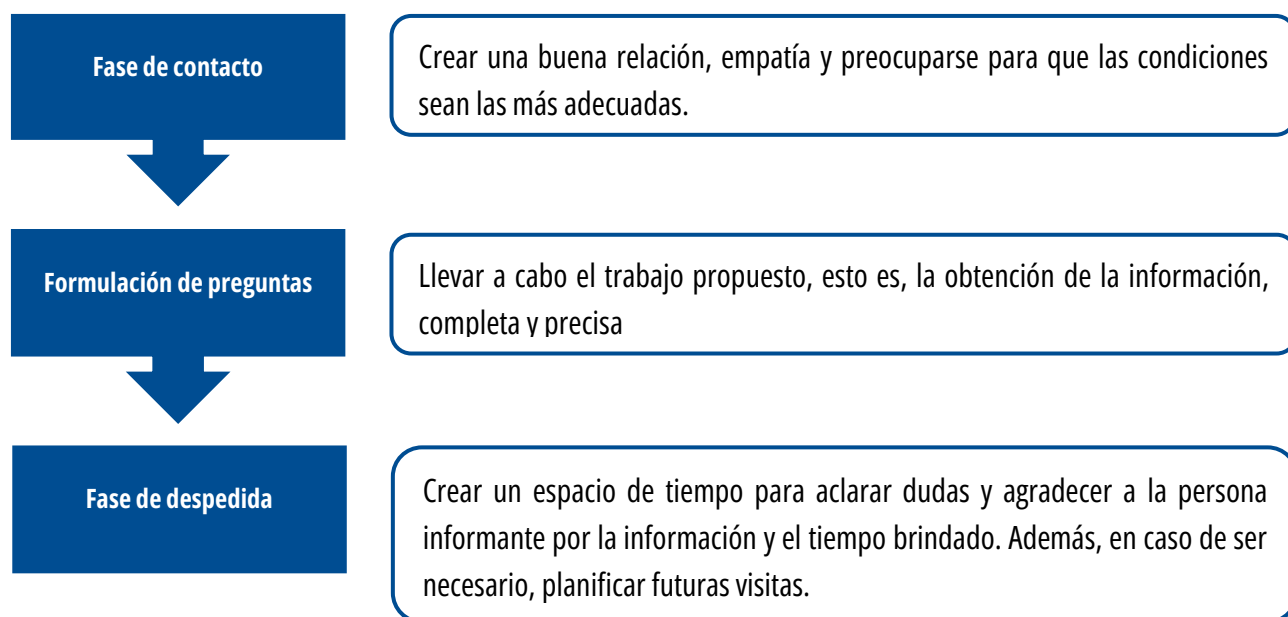 Fase de contacto
Crear una buena relación, empatía y preocuparse para que las condiciones
sean las más adecuadas.
Formulación de preguntas
Llevar a cabo el trabajo propuesto, esto es, la obtención de la información,
completa y precisa
Fase de despedida
Crear un espacio de tiempo para aclarar dudas y agradecer a la persona
informante por la información y el tiempo brindado. Además, en caso de ser
necesario, planificar futuras visitas.